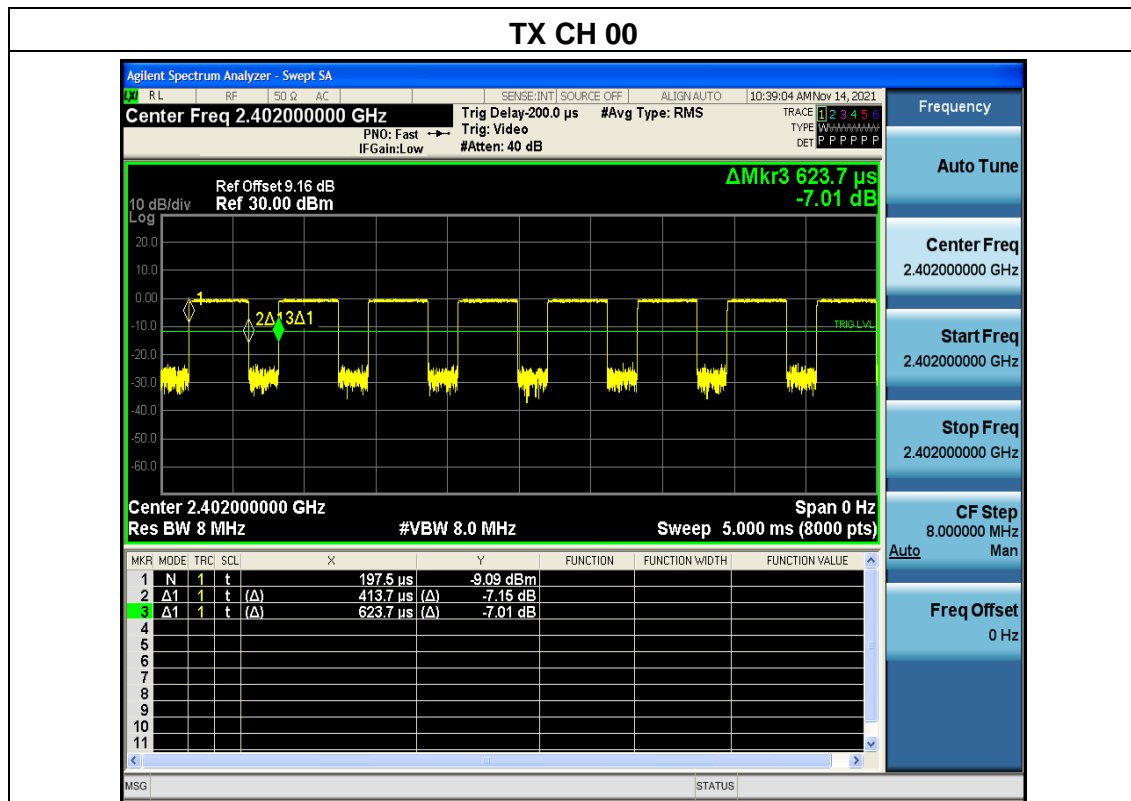 TX CH 00
Agilent Spectrum Analyzer - Swept SA
LXI RL RF 50 Ω AC SENSE:INT SOURCE OFF ALIGN AUTO 10:39:04 AM Nov 14, 2021
Center Freq 2.402000000 GHz
PNO: Fast
IFGain:Low
Trig Delay-200.0 µs
Trig: Video
#Atten: 40 dB
#Avg Type: RMS
TRACE 1 2 3 4 5 6
TYPE W
DET P P P P P P
ΔMkr3 623.7 µs
-7.01 dB
Ref Offset 9.16 dB
10 dB/div Ref 30.00 dBm
Log
20.0
10.0
0.00
-10.0
-20.0
-30.0
-40.0
-50.0
-60.0
1
2Δ1 3Δ1
TRIG LVL
Center 2.402000000 GHz Span 0 Hz
Res BW 8 MHz #VBW 8.0 MHz Sweep 5.000 ms (8000 pts)
MKR MODE TRC SCL X Y FUNCTION FUNCTION WIDTH FUNCTION VALUE
1 N 1 t 197.5 µs -9.09 dBm
2 Δ1 1 t (Δ) 413.7 µs (Δ) -7.15 dB
3 Δ1 1 t (Δ) 623.7 µs (Δ) -7.01 dB
4
5
6
7
8
9
10
11
MSG STATUS
Frequency
Auto Tune
Center Freq
2.402000000 GHz
Start Freq
2.402000000 GHz
Stop Freq
2.402000000 GHz
CF Step
8.000000 MHz
Auto Man
Freq Offset
0 Hz